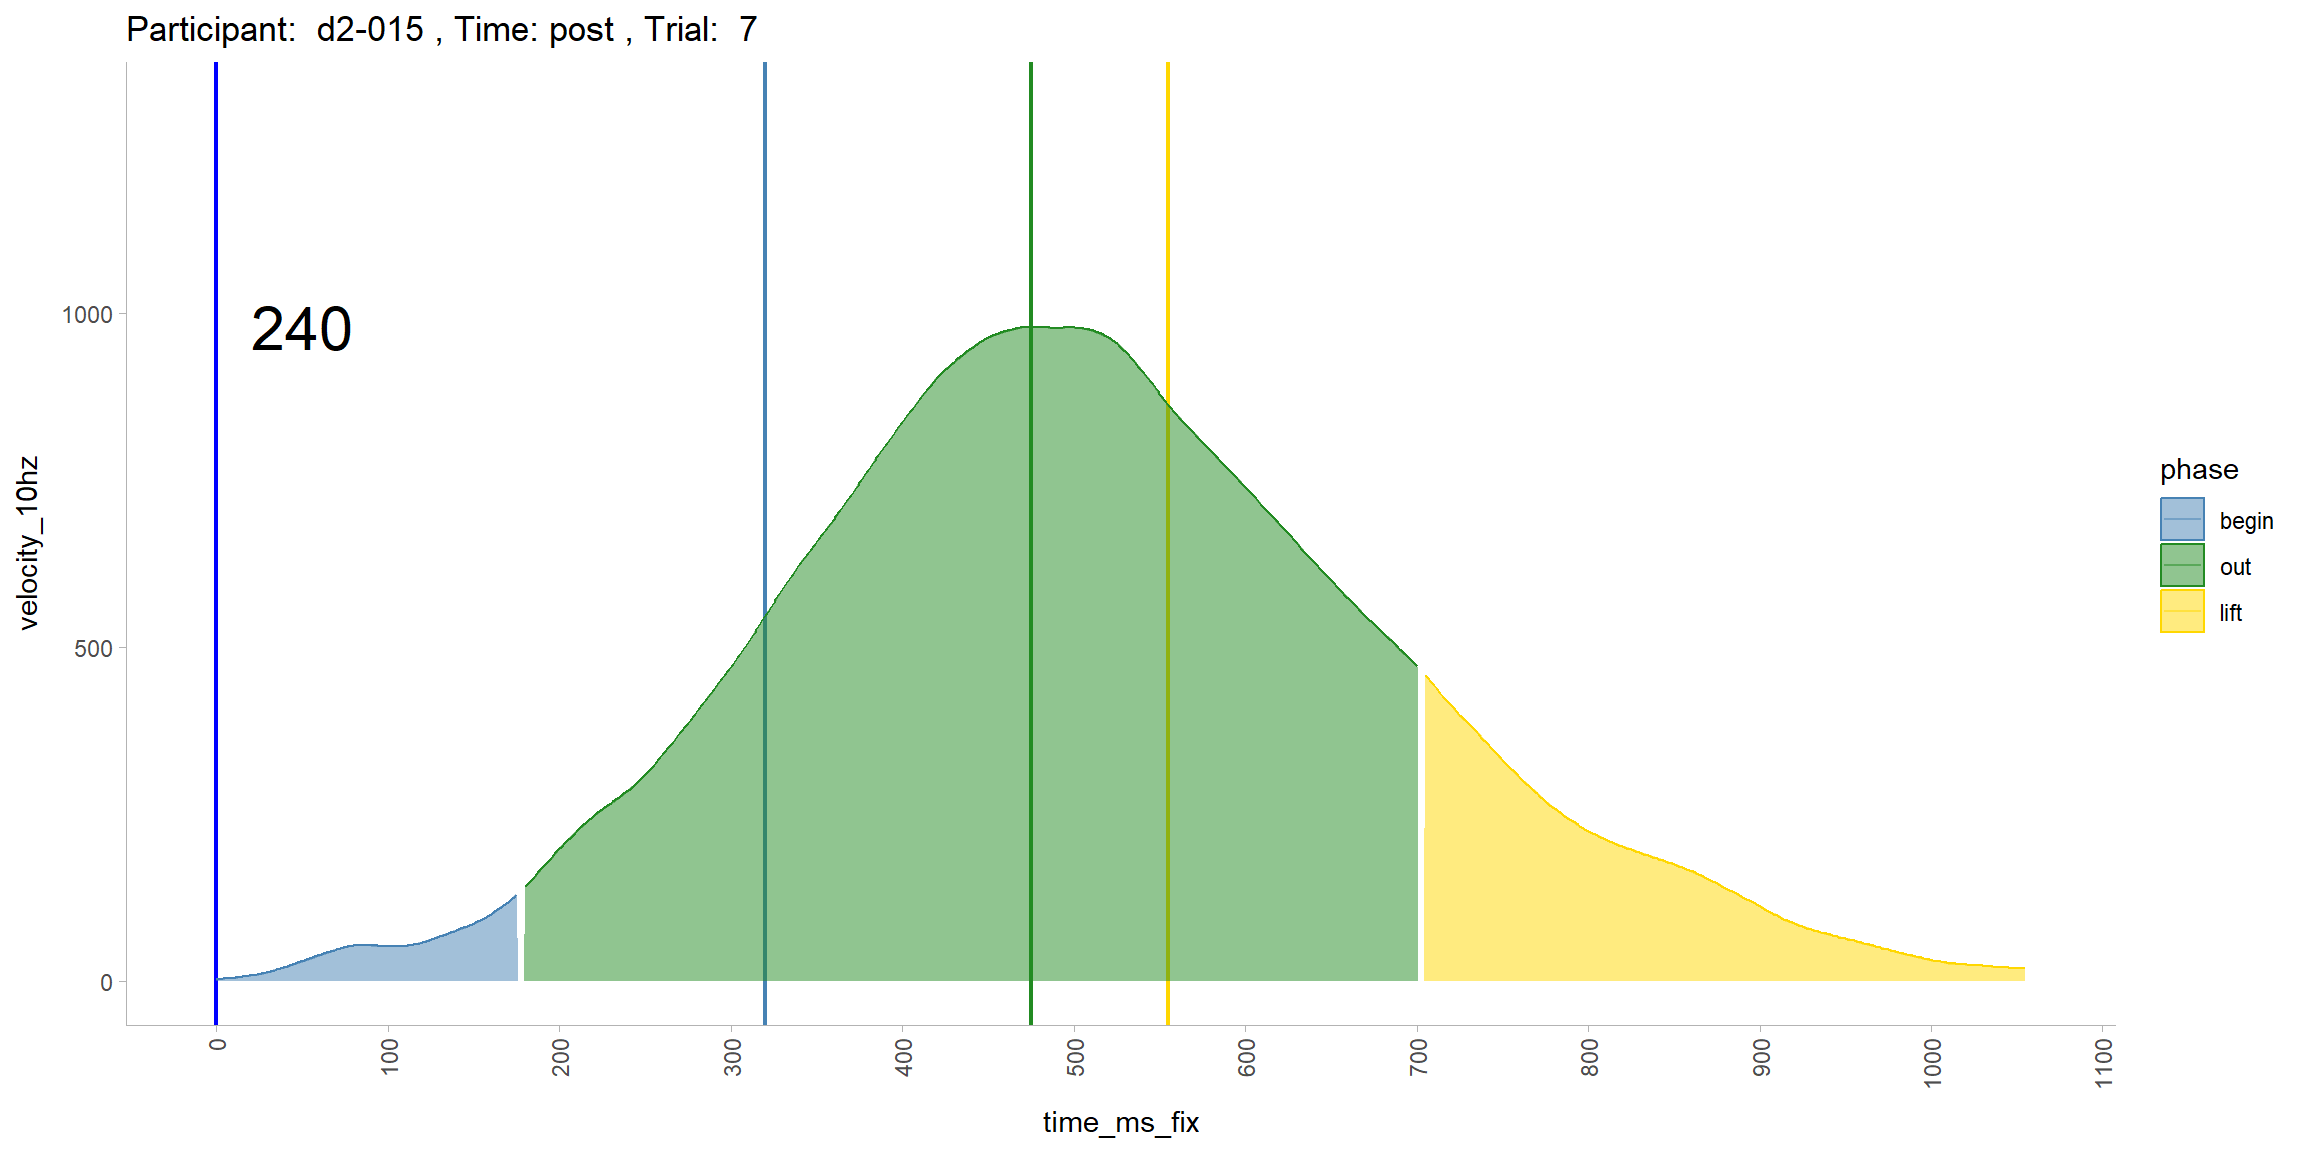 Participant:  d2-015 , Time: post , Trial:  7
velocity_10hz
1000
500
0
240
0
100
200
300
400
500
600
700
800
900
1000
1100
time_ms_fix
phase
begin
out
lift